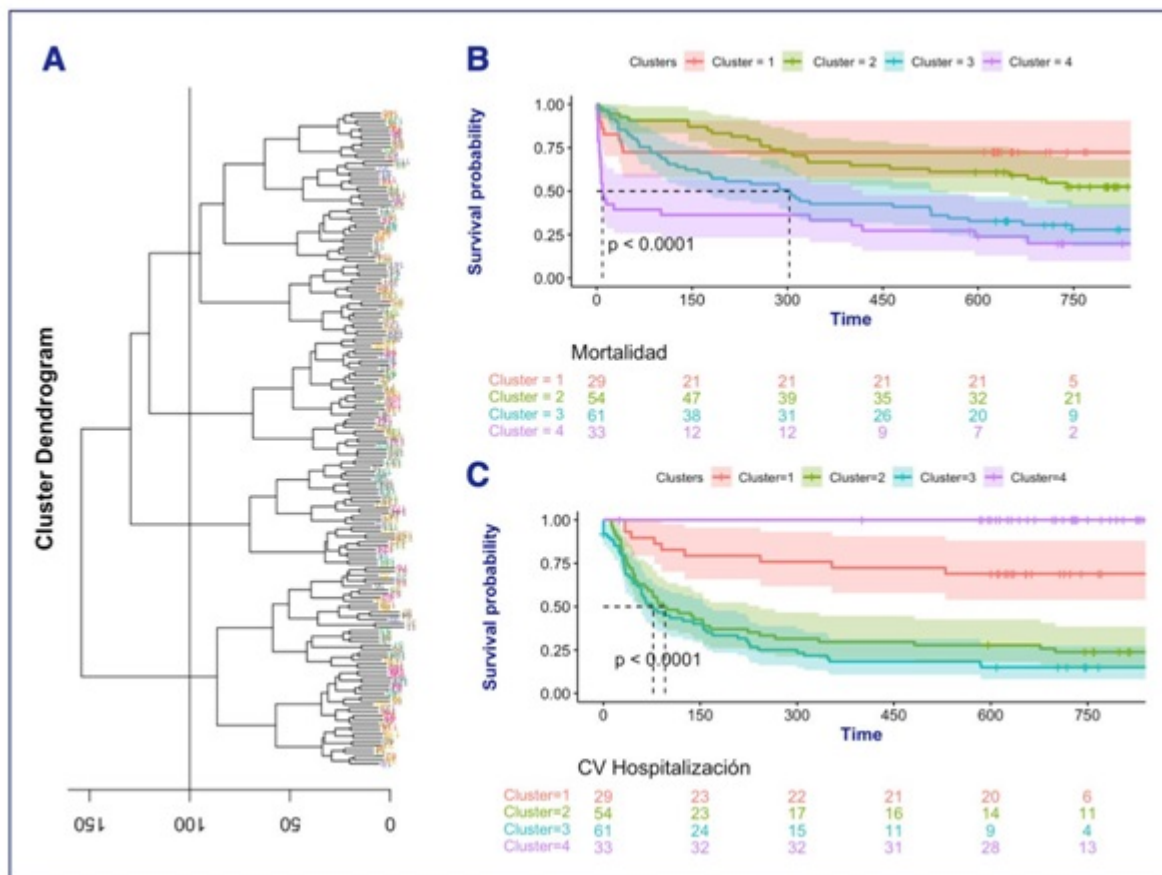 A
Cluster Dendrogram
150 100 50 0
B
Clusters Cluster = 1 Cluster = 2 Cluster = 3 Cluster = 4
Survival probability
1.00
0.75
0.50
0.25
0.00
p < 0.0001
0 150 300 450 600 750
Time
Mortalidad
Cluster = 1 29 21 21 21 21 5
Cluster = 2 54 47 39 35 32 21
Cluster = 3 61 38 31 26 20 9
Cluster = 4 33 12 12 9 7 2
C
Clusters Cluster=1 Cluster=2 Cluster=3 Cluster=4
Survival probability
1.00
0.75
0.50
0.25
0.00
p < 0.0001
0 150 300 450 600 750
Time
CV Hospitalización
Cluster=1 29 23 22 21 20 6
Cluster=2 54 23 17 16 14 11
Cluster=3 61 24 15 11 9 4
Cluster=4 33 32 32 31 28 13